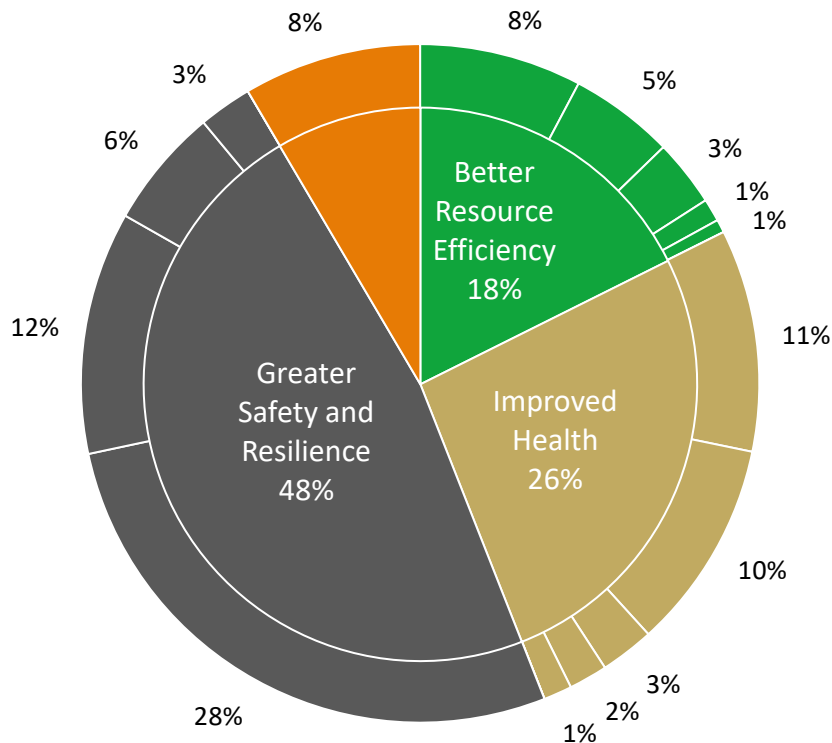 8%
8%
5%
3%
1%
1%
11%
10%
3%
2%
1%
28%
12%
6%
3%
Better
Resource
Efficiency
18%
Improved
Health
26%
Greater
Safety and
Resilience
48%